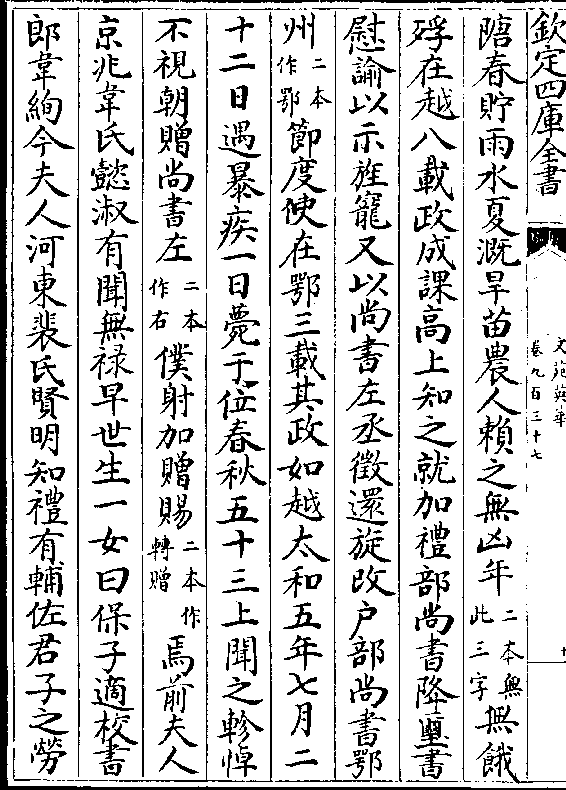 欽定四庫全書
文苑英華
卷九百三十七
陂春貯雨水夏溉旱苗農人賴之無凶年二本無此三字無餓
殍在越八載政成課高上知之就加禮部尚書降璽書
慰諭以示旌寵又以尚書左丞徵還旋改户部尚書鄂
州二本作鄂節度使在鄂三載其政如越太和五年七月二
十二日遇暴疾一日薨于位春秋五十三上聞之軫悼
不視朝贈尚書左二本作右僕射加贈賜二本作轉贈焉前夫人
京兆韋氏懿淑有聞無禄早世生一女曰保子適校書
郎韋絢今夫人河東裴氏賢明知禮有輔佐君子之勞